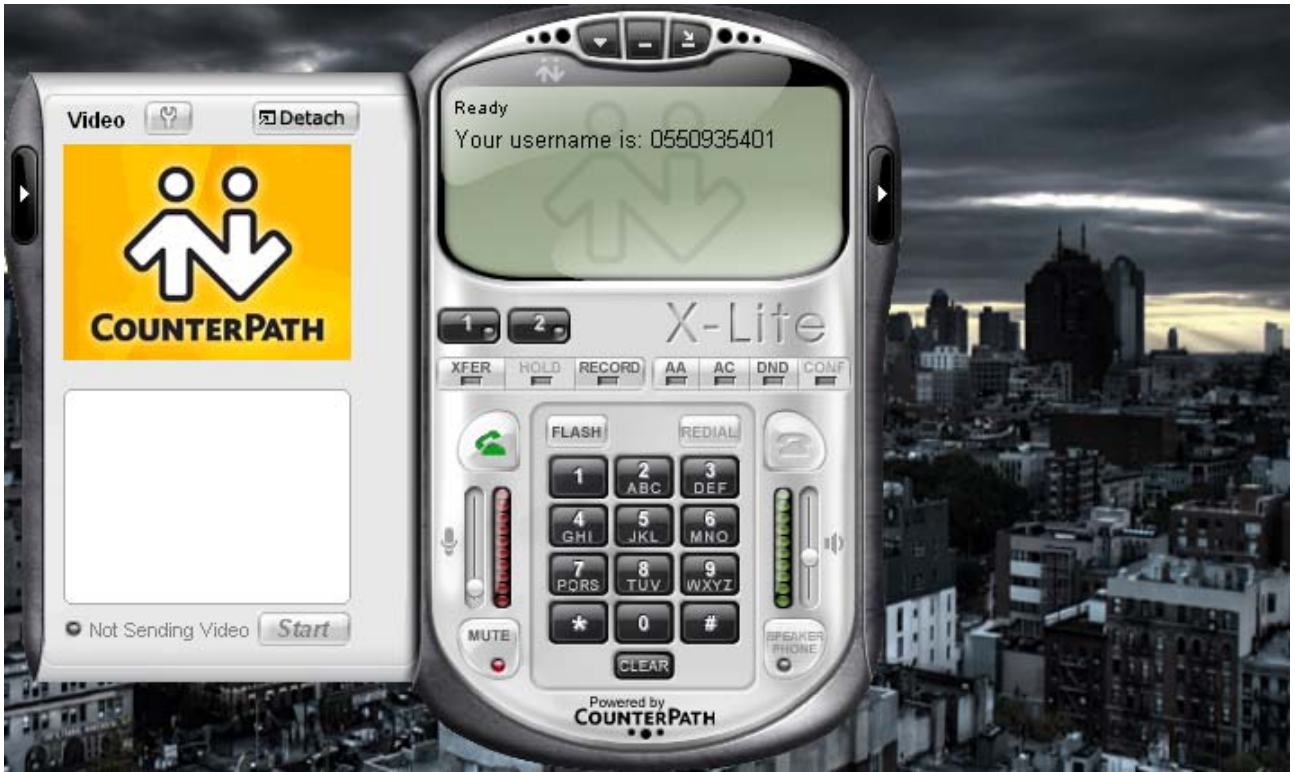 Video
Detach
COUNTERPATH
Not Sending Video Start
Ready
Your username is: 0550935401
1 2 X-Lite
XFER HOLD RECORD AA AC DND CONF
FLASH REDIAL
1 2 ABC 3 DEF
4 GHI 5 JKL 6 MNO
7 PQRS 8 TUV 9 WXYZ
* 0 #
MUTE
SPEAKER
PHONE
CLEAR
Powered by
COUNTERPATH